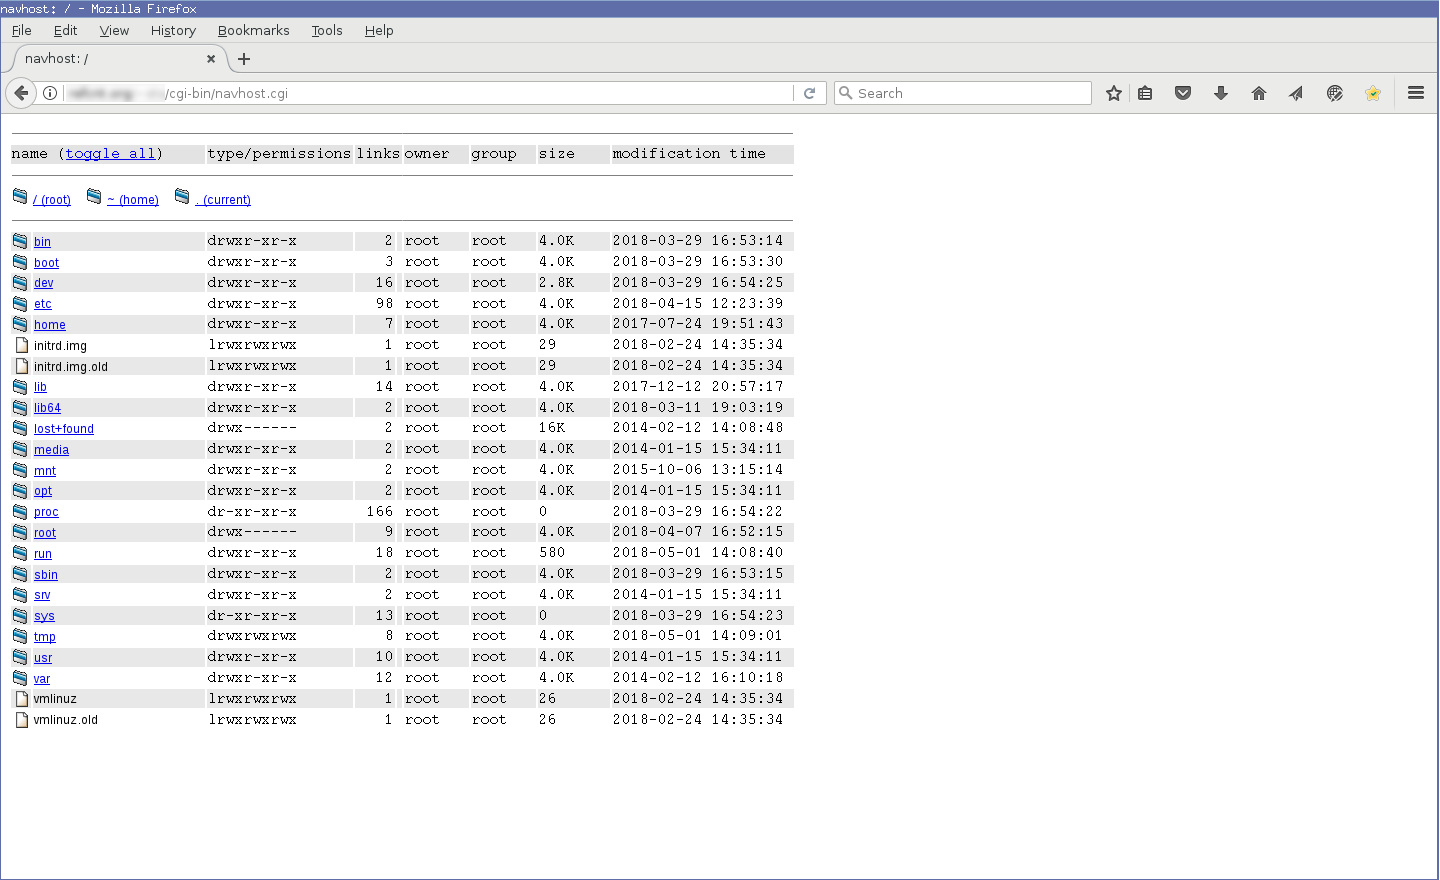 navhost: / - Mozilla Firefox
File Edit View History Bookmarks Tools Help
navhost: /
/cgi-bin/navhost.cgi Search
name (toggle all) type/permissions links owner group size modification time
/ (root) ~ (home) . (current)
bin drwxr-xr-x 2 root root 4.0K 2018-03-29 16:53:14
boot drwxr-xr-x 3 root root 4.0K 2018-03-29 16:53:30
dev drwxr-xr-x 16 root root 2.8K 2018-03-29 16:54:25
etc drwxr-xr-x 98 root root 4.0K 2018-04-15 12:23:39
home drwxr-xr-x 7 root root 4.0K 2017-07-24 19:51:43
initrd.img lrwxrwxrwx 1 root root 29 2018-02-24 14:35:34
initrd.img.old lrwxrwxrwx 1 root root 29 2018-02-24 14:35:34
lib drwxr-xr-x 14 root root 4.0K 2017-12-12 20:57:17
lib64 drwxr-xr-x 2 root root 4.0K 2018-03-11 19:03:19
lost+found drwx------ 2 root root 16K 2014-02-12 14:08:48
media drwxr-xr-x 2 root root 4.0K 2014-01-15 15:34:11
mnt drwxr-xr-x 2 root root 4.0K 2015-10-06 13:15:14
opt drwxr-xr-x 2 root root 4.0K 2014-01-15 15:34:11
proc dr-xr-xr-x 166 root root 0 2018-03-29 16:54:22
root drwx------ 9 root root 4.0K 2018-04-07 16:52:15
run drwxr-xr-x 18 root root 580 2018-05-01 14:08:40
sbin drwxr-xr-x 2 root root 4.0K 2018-03-29 16:53:15
srv drwxr-xr-x 2 root root 4.0K 2014-01-15 15:34:11
sys dr-xr-xr-x 13 root root 0 2018-03-29 16:54:23
tmp drwxrwxrwx 8 root root 4.0K 2018-05-01 14:09:01
usr drwxr-xr-x 10 root root 4.0K 2014-01-15 15:34:11
var drwxr-xr-x 12 root root 4.0K 2014-02-12 16:10:18
vmlinuz lrwxrwxrwx 1 root root 26 2018-02-24 14:35:34
vmlinuz.old lrwxrwxrwx 1 root root 26 2018-02-24 14:35:34